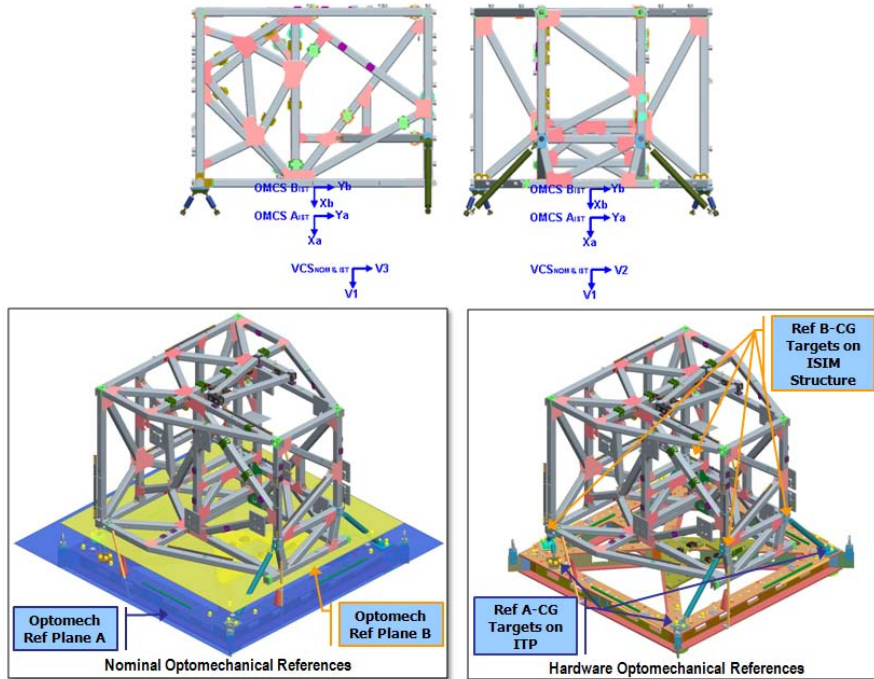 OMCS BIST Yb
Xb
OMCS AIST Ya
Xa
VCSNOM & IST V3
V1
OMCS BIST Yb
Xb
OMCS AIST Ya
Xa
VCSNOM & IST V2
V1
Optomech
Ref Plane A
Optomech
Ref Plane B
Nominal Optomechanical References
Ref B-CG
Targets on
ISIM
Structure
Ref A-CG
Targets on
ITP
Hardware Optomechanical References